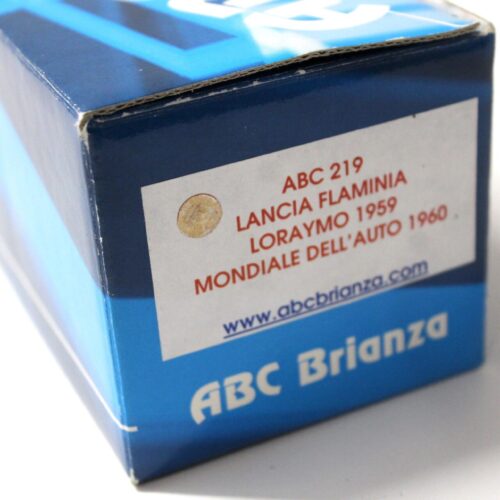 ABC 219
LANCIA FLAMINIA
LORAYMO 1959
MONDIALE DELL'AUTO 1960
www.abcbrianza.com
ABC Brianza